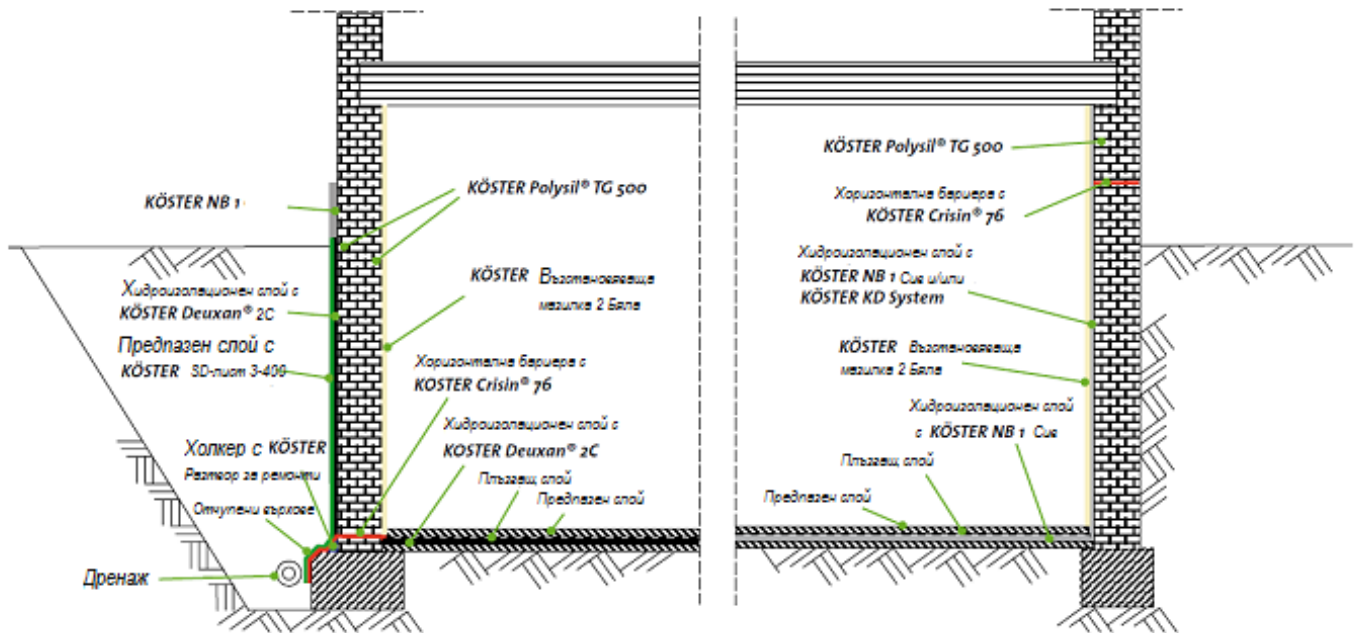 KÖSTER NB 1
Хидроизолационен слой с
KÖSTER Deuxan® 2C
Предпазен слой с
KÖSTER SD-лист 3-400
Холкер с KÖSTER
Разтвор за ремонти
Отчупени върхове
Дренаж
KÖSTER Polysil® TG 500
KÖSTER Възстановяваща
мазилка 2 Бяла
Хоризонтална бариера с
KÖSTER Crisin® 76
Хидроизолационен слой с
KÖSTER Deuxan® 2C
Плъзгащ слой
Предпазен слой
KÖSTER Polysil® TG 500
Хоризонтална бариера с
KÖSTER Crisin® 76
Хидроизолационен слой с
KÖSTER NB 1 Сив и/или
KÖSTER KD System
KÖSTER Възстановяваща
мазилка 2 Бяла
Хидроизолационен слой
с KÖSTER NB 1 Сив
Плъзгащ слой
Предпазен слой